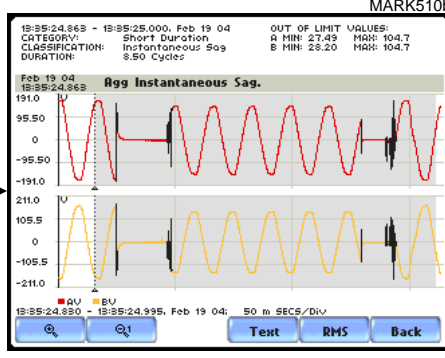 MARK510
13:35:24.863 - 13:35:25.000, Feb 19 04
OUT OF LIMIT VALUES:
CATEGORY: Short Duration
A MIN: 27.49 MAX: 104.7
CLASSIFICATION: Instantaneous Sag
B MIN: 28.20 MAX: 104.7
DURATION: 8.50 Cycles
Feb 19 04
13:35:24.863
Agg Instantaneous Sag.
191.0
V
95.50
0
-95.50
-191.0
211.0
V
105.5
0
-105.5
-211.0
AV BV
13:35:24.830 - 13:35:24.995, Feb 19 04: 50 m SECS/Div
1
Text RMS Back